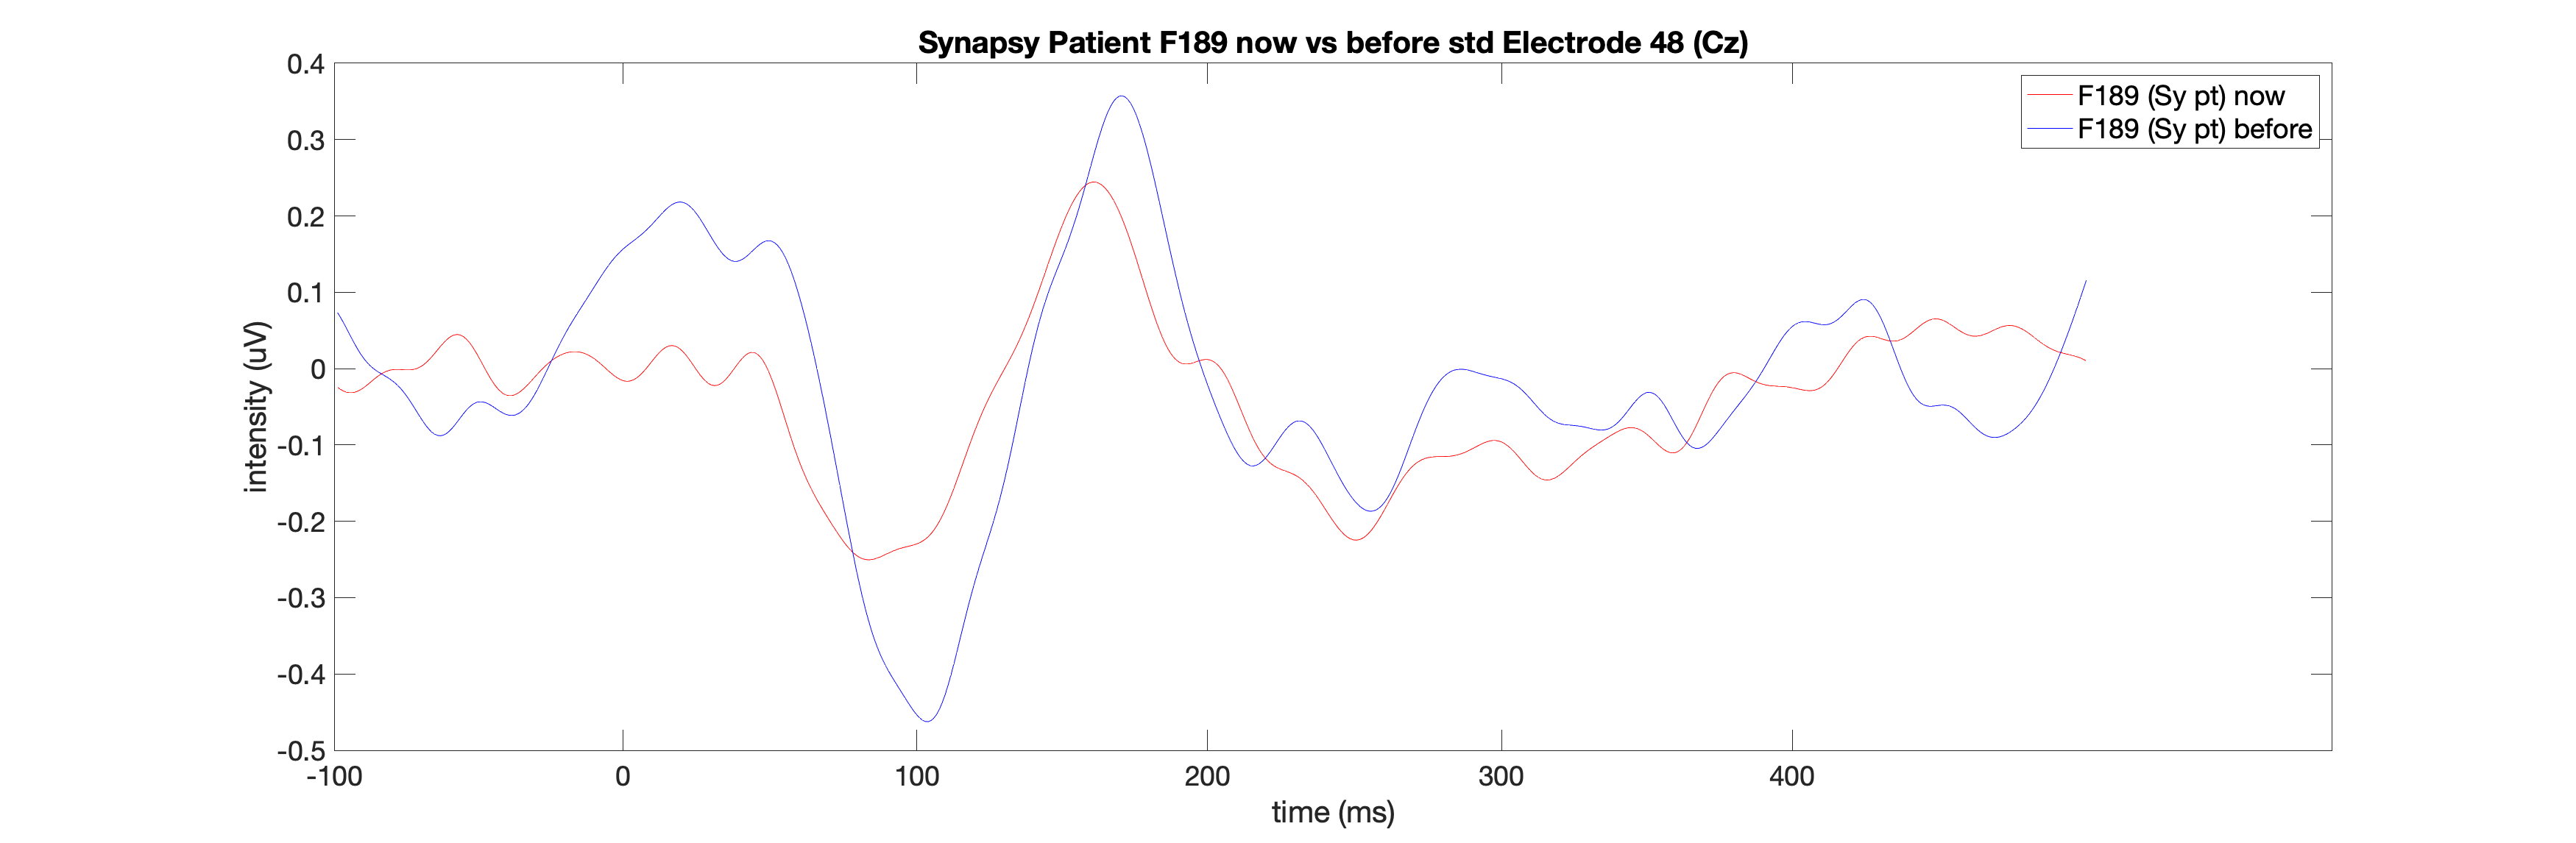 Synapsy Patient F189 now vs before std Electrode 48 (Cz)
F189 (Sy pt) now
F189 (Sy pt) before
intensity (uV)
0.4
0.3
0.2
0.1
0
-0.1
-0.2
-0.3
-0.4
-0.5
-100 0 100 200 300 400
time (ms)